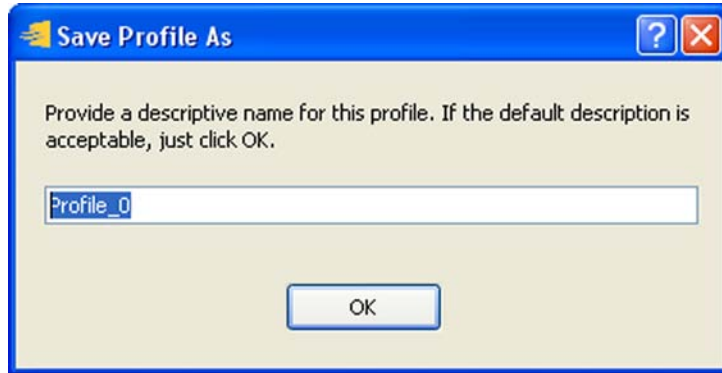 Save Profile As
Provide a descriptive name for this profile. If the default description is
acceptable, just click OK.
Profile_0
OK